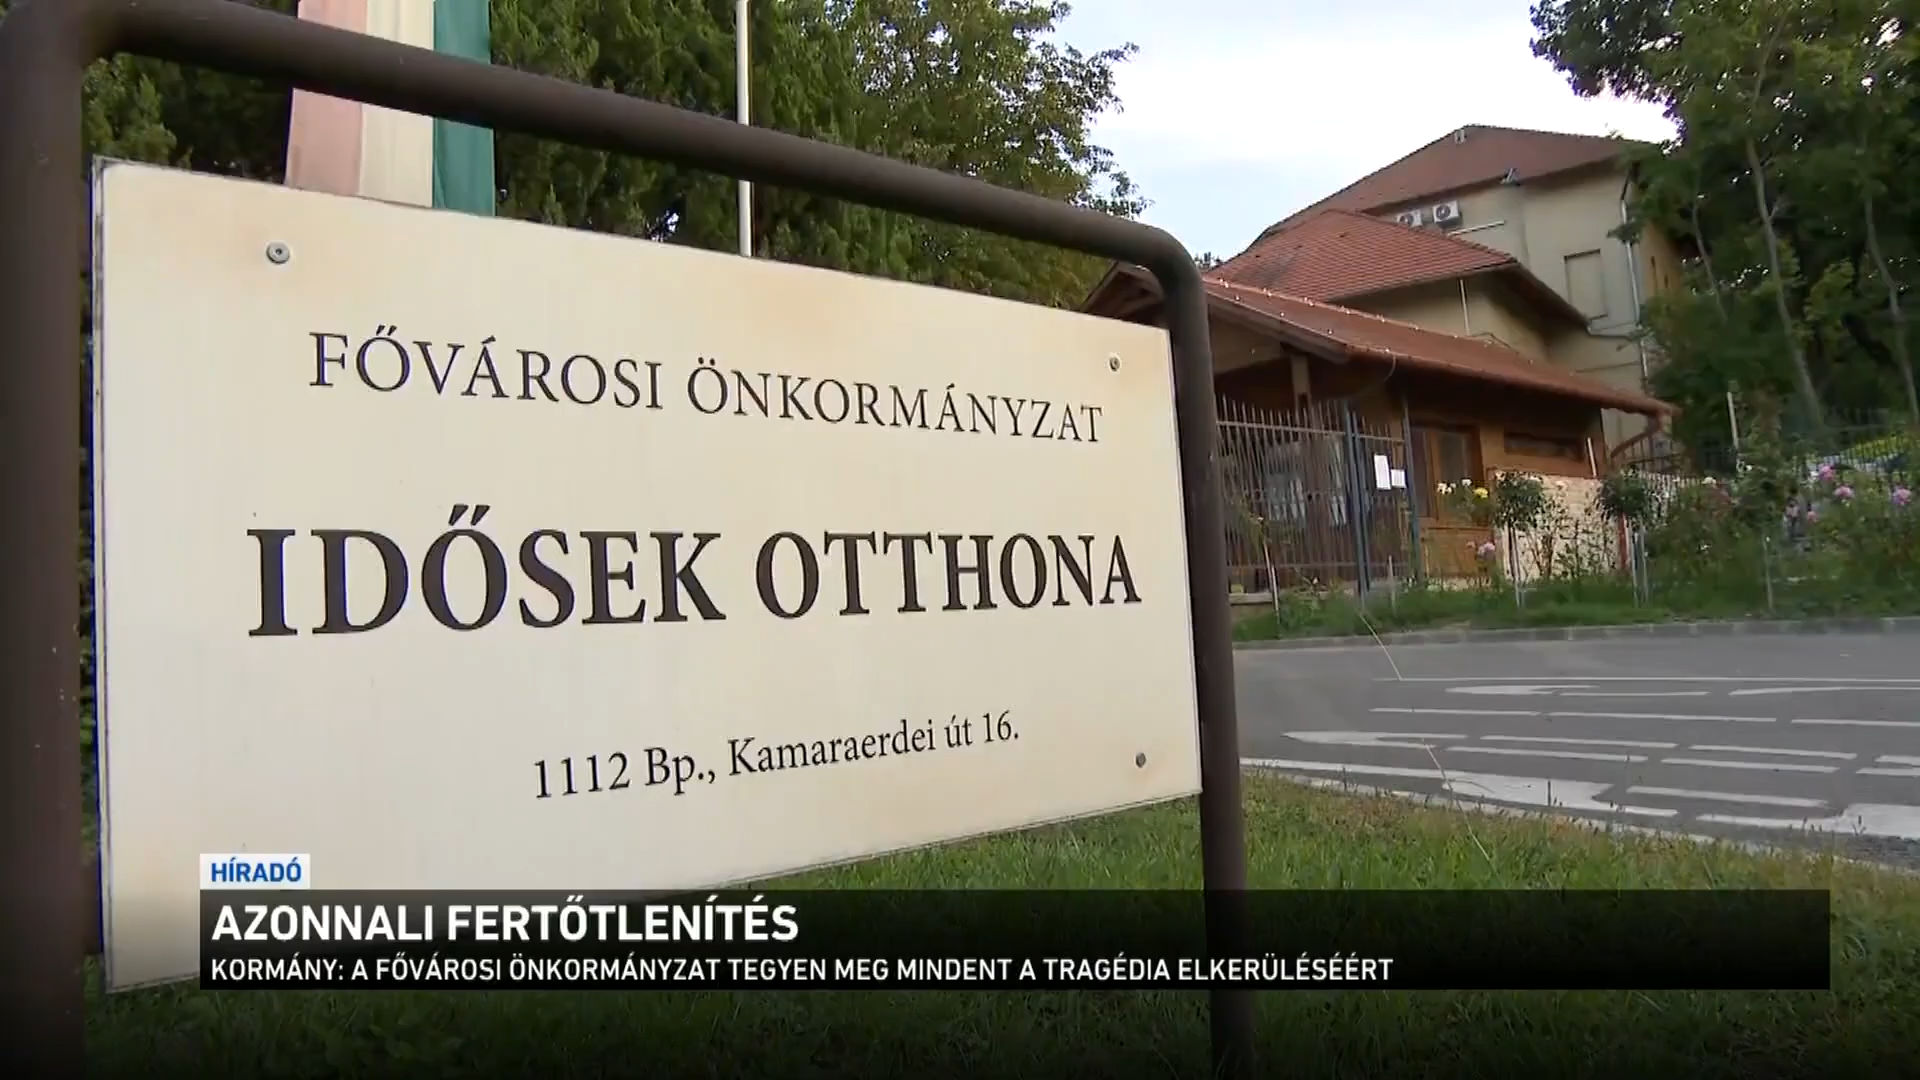 FŐVÁROSI ÖNKORMÁNYZAT
IDŐSEK OTTHONA
1112 Bp., Kamaraerdei út 16.
HÍRADÓ
AZONNALI FERTŐTLENÍTÉS
KORMÁNY: A FŐVÁROSI ÖNKORMÁNYZAT TEGYEN MEG MINDENT A TRAGÉDIA ELKERÜLÉSÉÉRT